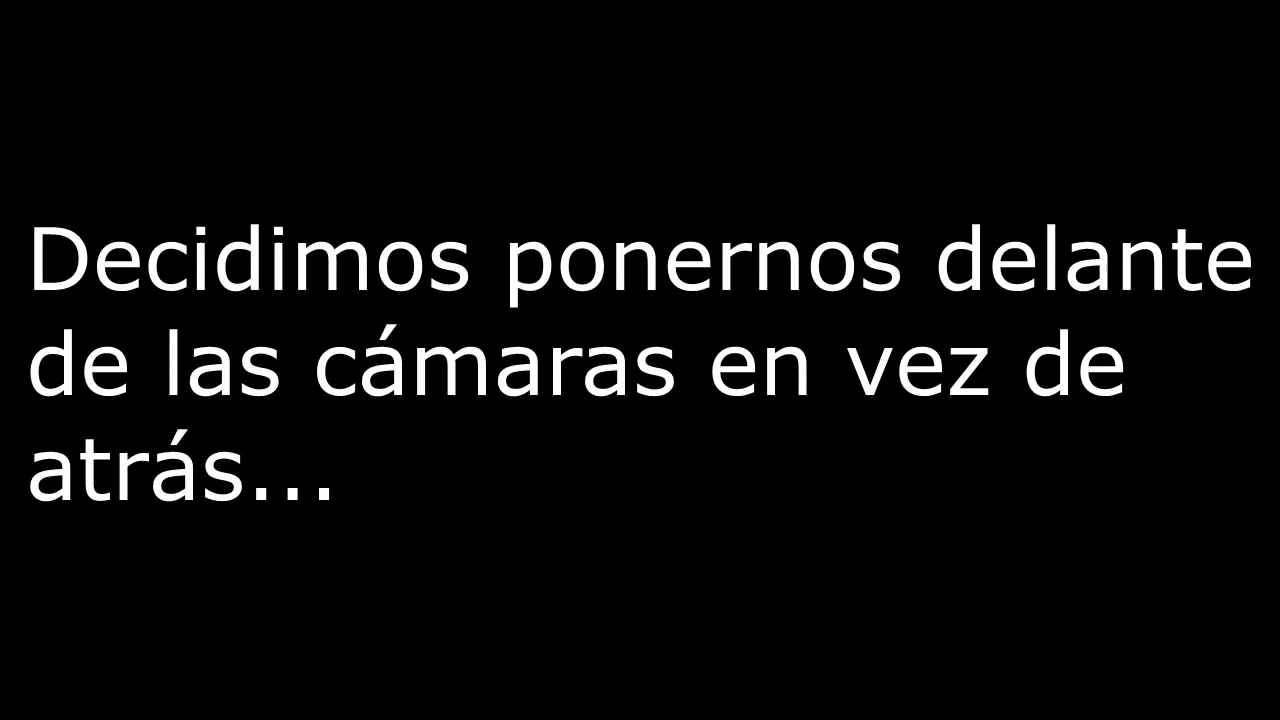 Decidimos ponernos delante
de las cámaras en vez de
atrás...